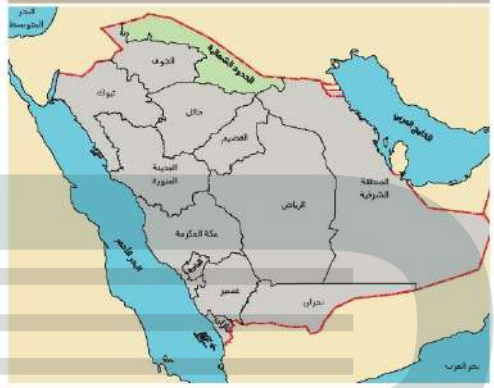 البحر
المتوسط
الحدود الشمالية
الجوف
تبوك
حائل
القصيم
الخليج العربي
المدينة
المنورة
المنطقة
الشرقية
الرياض
مكة المكرمة
البحر الأحمر
الباحة
عسير
نجران
بحر العرب